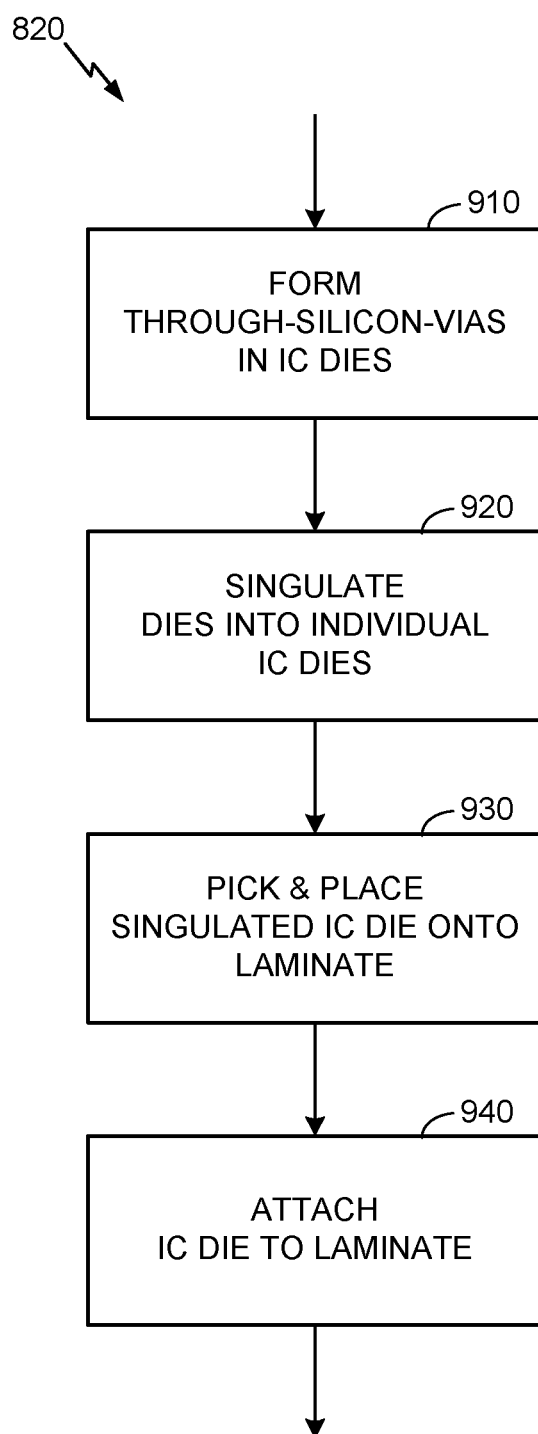 820
910
FORM
THROUGH-SILICON-VIAS
IN IC DIES
920
SINGULATE
DIES INTO INDIVIDUAL
IC DIES
930
PICK & PLACE
SINGULATED IC DIE ONTO
LAMINATE
940
ATTACH
IC DIE TO LAMINATE